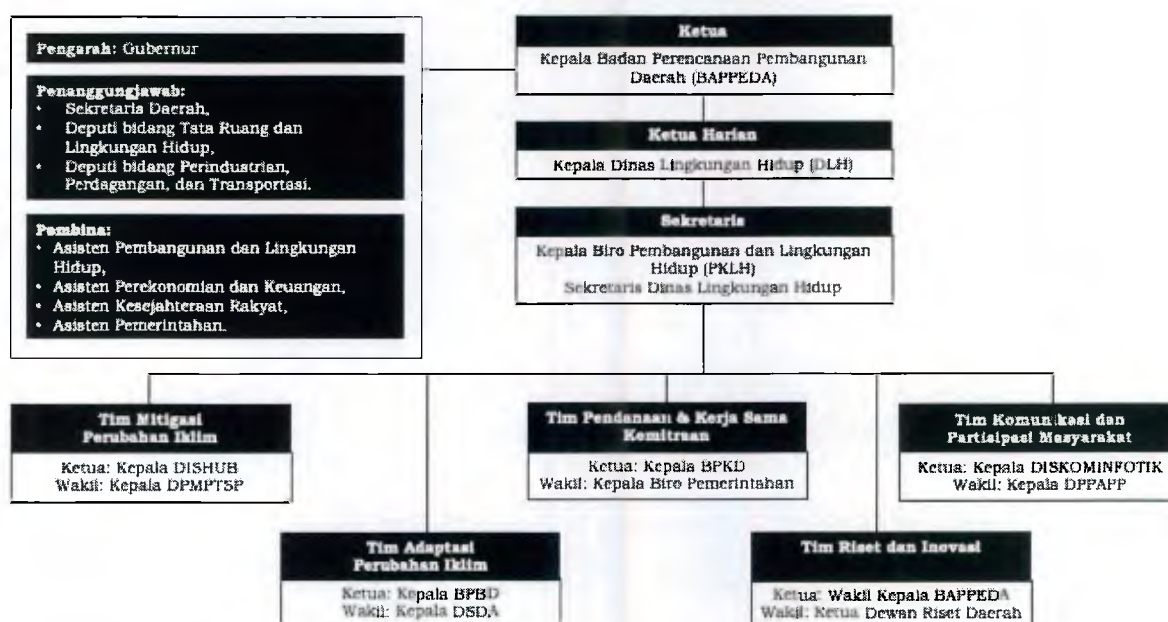 Pengarah: Gubernur
Penanggungjawab:
• Sekretaris Daerah,
• Deputi bidang Tata Ruang dan
Lingkungan Hidup,
• Deputi bidang Perindustrian,
Perdagangan, dan Transportasi.
Pembina:
• Asisten Pembangunan dan Lingkungan
Hidup,
• Asisten Perekonomian dan Keuangan,
• Asisten Kesejahteraan Rakyat,
• Asisten Pemerintahan.
Ketua
Kepala Badan Perencanaan Pembangunan
Daerah (BAPPEDA)
Ketua Harian
Kepala Dinas Lingkungan Hidup (DLH)
Sekretaris
Kepala Biro Pembangunan dan Lingkungan
Hidup (PKLH)
Sekretaris Dinas Lingkungan Hidup
Tim Mitigasi
Perubahan Iklim
Ketua: Kepala DISHUB
Wakil: Kepala DPMPTSP
Tim Adaptasi
Perubahan Iklim
Ketua: Kepala BPBD
Wakil: Kepala DSDA
Tim Pendanaan & Kerja Sama
Kemitraan
Ketua: Kepala BPKD
Wakil: Kepala Biro Pemerintahan
Tim Riset dan Inovasi
Ketua: Wakil Kepala BAPPEDA
Wakil: Ketua Dewan Riset Daerah
Tim Komunikasi dan
Partisipasi Masyarakat
Ketua: Kepala DISKOMINFOTIK
Wakil: Kepala DPPAPP